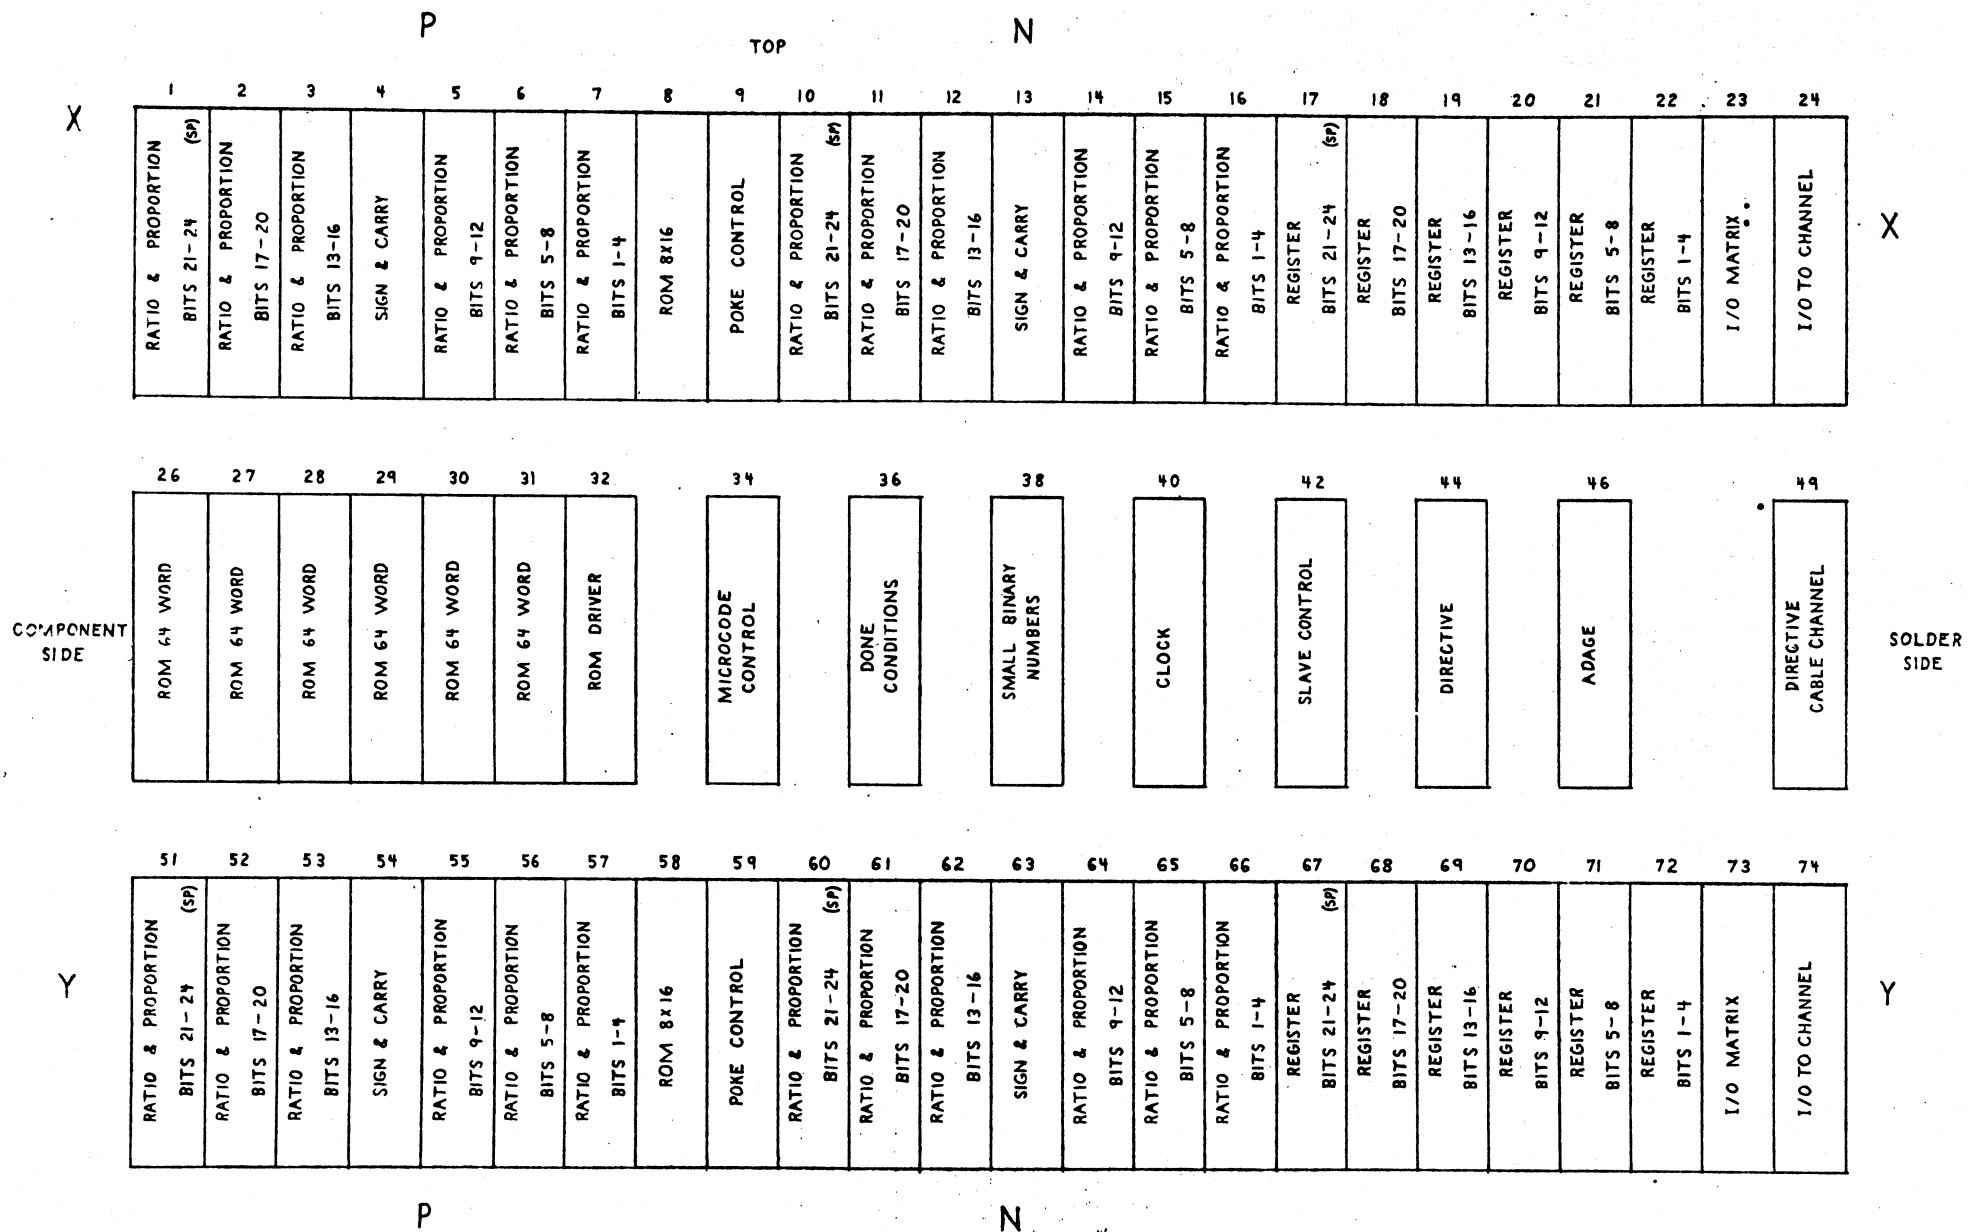 P
N
TOP
1 2 3 4 5 6 7 8 9 10 11 12 13 14 15 16 17 18 19 20 21 22 23 24
X
RATIO & PROPORTION
BITS 21-24 (SP)
RATIO & PROPORTION
BITS 17-20
RATIO & PROPORTION
BITS 13-16
SIGN & CARRY
RATIO & PROPORTION
BITS 9-12
RATIO & PROPORTION
BITS 5-8
RATIO & PROPORTION
BITS 1-4
ROM 8X16
POKE CONTROL
RATIO & PROPORTION
BITS 21-24 (SP)
RATIO & PROPORTION
BITS 17-20
RATIO & PROPORTION
BITS 13-16
SIGN & CARRY
RATIO & PROPORTION
BITS 9-12
RATIO & PROPORTION
BITS 5-8
RATIO & PROPORTION
BITS 1-4
REGISTER
BITS 21-24 (SP)
REGISTER
BITS 17-20
REGISTER
BITS 13-16
REGISTER
BITS 9-12
REGISTER
BITS 5-8
REGISTER
BITS 1-4
I/O MATRIX
I/O TO CHANNEL
X
26 27 28 29 30 31 32 34 36 38 40 42 44 46 49
COMPONENT
SIDE
ROM 64 WORD
ROM 64 WORD
ROM 64 WORD
ROM 64 WORD
ROM 64 WORD
ROM 64 WORD
ROM DRIVER
MICROCODE
CONTROL
DONE
CONDITIONS
SMALL BINARY
NUMBERS
CLOCK
SLAVE CONTROL
DIRECTIVE
ADAGE
DIRECTIVE
CABLE CHANNEL
SOLDER
SIDE
51 52 53 54 55 56 57 58 59 60 61 62 63 64 65 66 67 68 69 70 71 72 73 74
Y
RATIO & PROPORTION
BITS 21-24 (SP)
RATIO & PROPORTION
BITS 17-20
RATIO & PROPORTION
BITS 13-16
SIGN & CARRY
RATIO & PROPORTION
BITS 9-12
RATIO & PROPORTION
BITS 5-8
RATIO & PROPORTION
BITS 1-4
ROM 8X16
POKE CONTROL
RATIO & PROPORTION
BITS 21-24 (SP)
RATIO & PROPORTION
BITS 17-20
RATIO & PROPORTION
BITS 13-16
SIGN & CARRY
RATIO & PROPORTION
BITS 9-12
RATIO & PROPORTION
BITS 5-8
RATIO & PROPORTION
BITS 1-4
REGISTER
BITS 21-24 (SP)
REGISTER
BITS 17-20
REGISTER
BITS 13-16
REGISTER
BITS 9-12
REGISTER
BITS 5-8
REGISTER
BITS 1-4
I/O MATRIX
I/O TO CHANNEL
Y
P
N